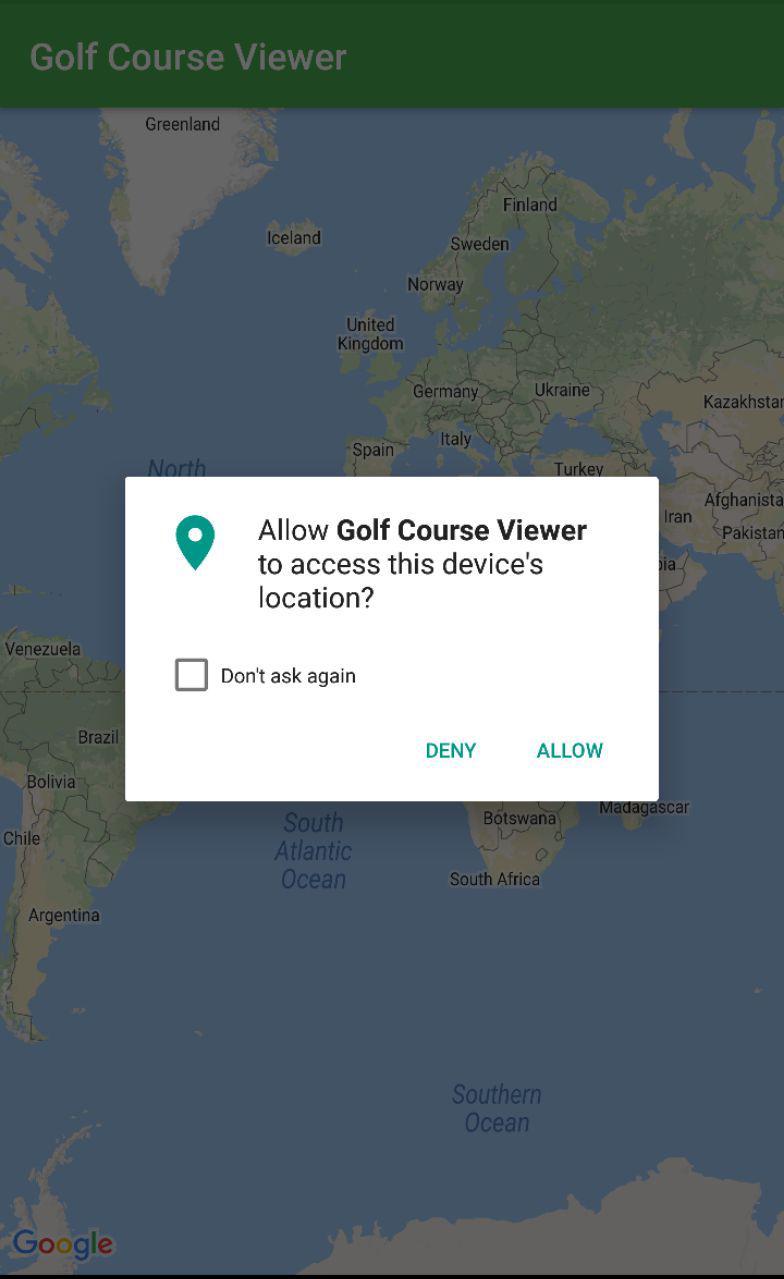 Golf Course Viewer
Greenland
Finland
Iceland
Sweden
Norway
United
Kingdom
Germany
Ukraine
Kazakhstan
Italy
Spain
North
Turkey
Afghanista
Iran
Pakistan
Allow Golf Course Viewer
to access this device's
location?
bia
Venezuela
Don't ask again
Brazil
DENY
ALLOW
Bolivia
Madagascar
Botswana
South
Atlantic
Ocean
Chile
South Africa
Argentina
Southern
Ocean
Google